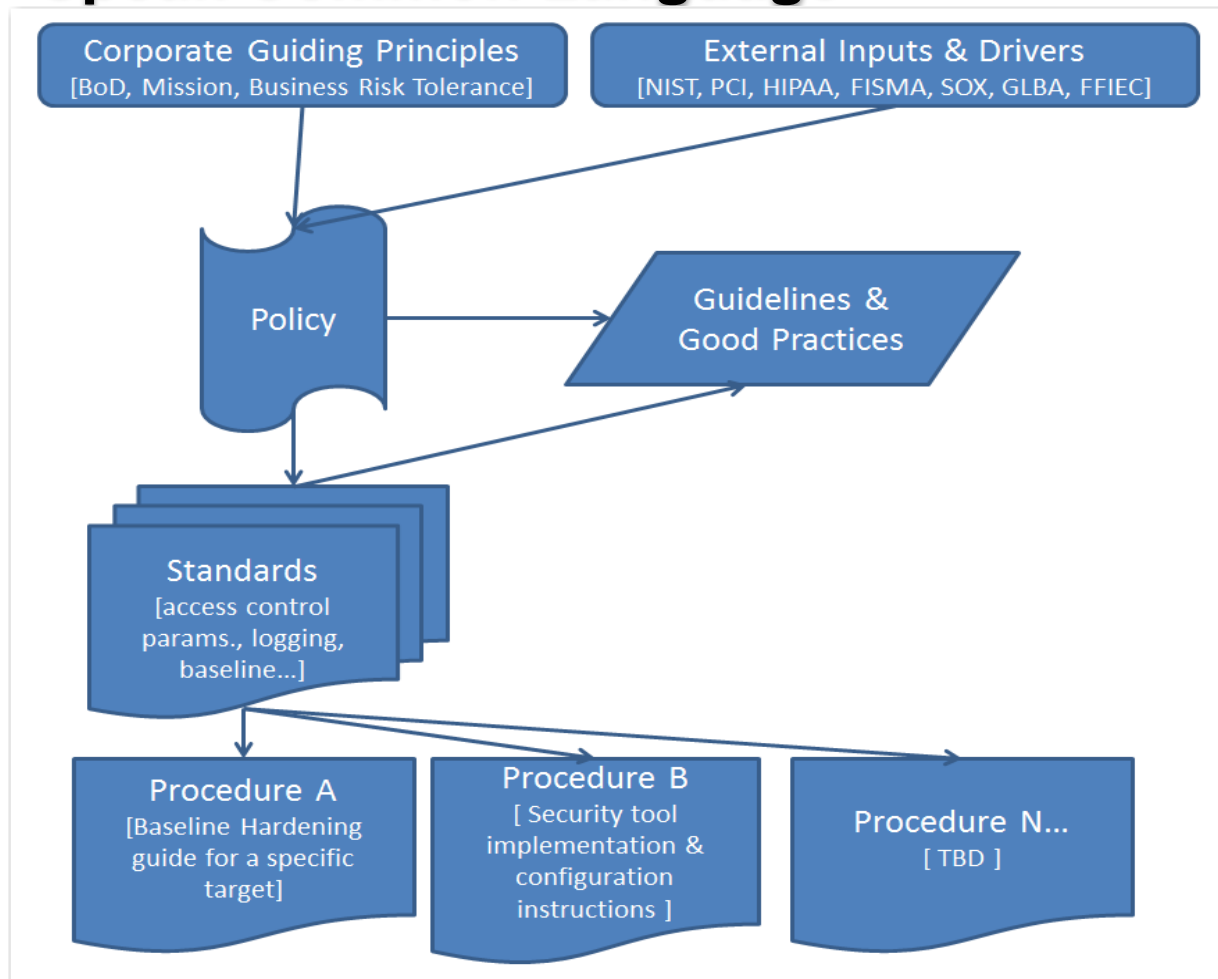 Corporate Guiding Principles
[BoD, Mission, Business Risk Tolerance]
External Inputs & Drivers
[NIST, PCI, HIPAA, FISMA, SOX, GLBA, FFIEC]
Policy
Guidelines &
Good Practices
Standards
[access control
params., logging,
baseline...]
Procedure A
[Baseline Hardening
guide for a specific
target]
Procedure B
[ Security tool
implementation &
configuration
instructions ]
Procedure N...
[ TBD ]